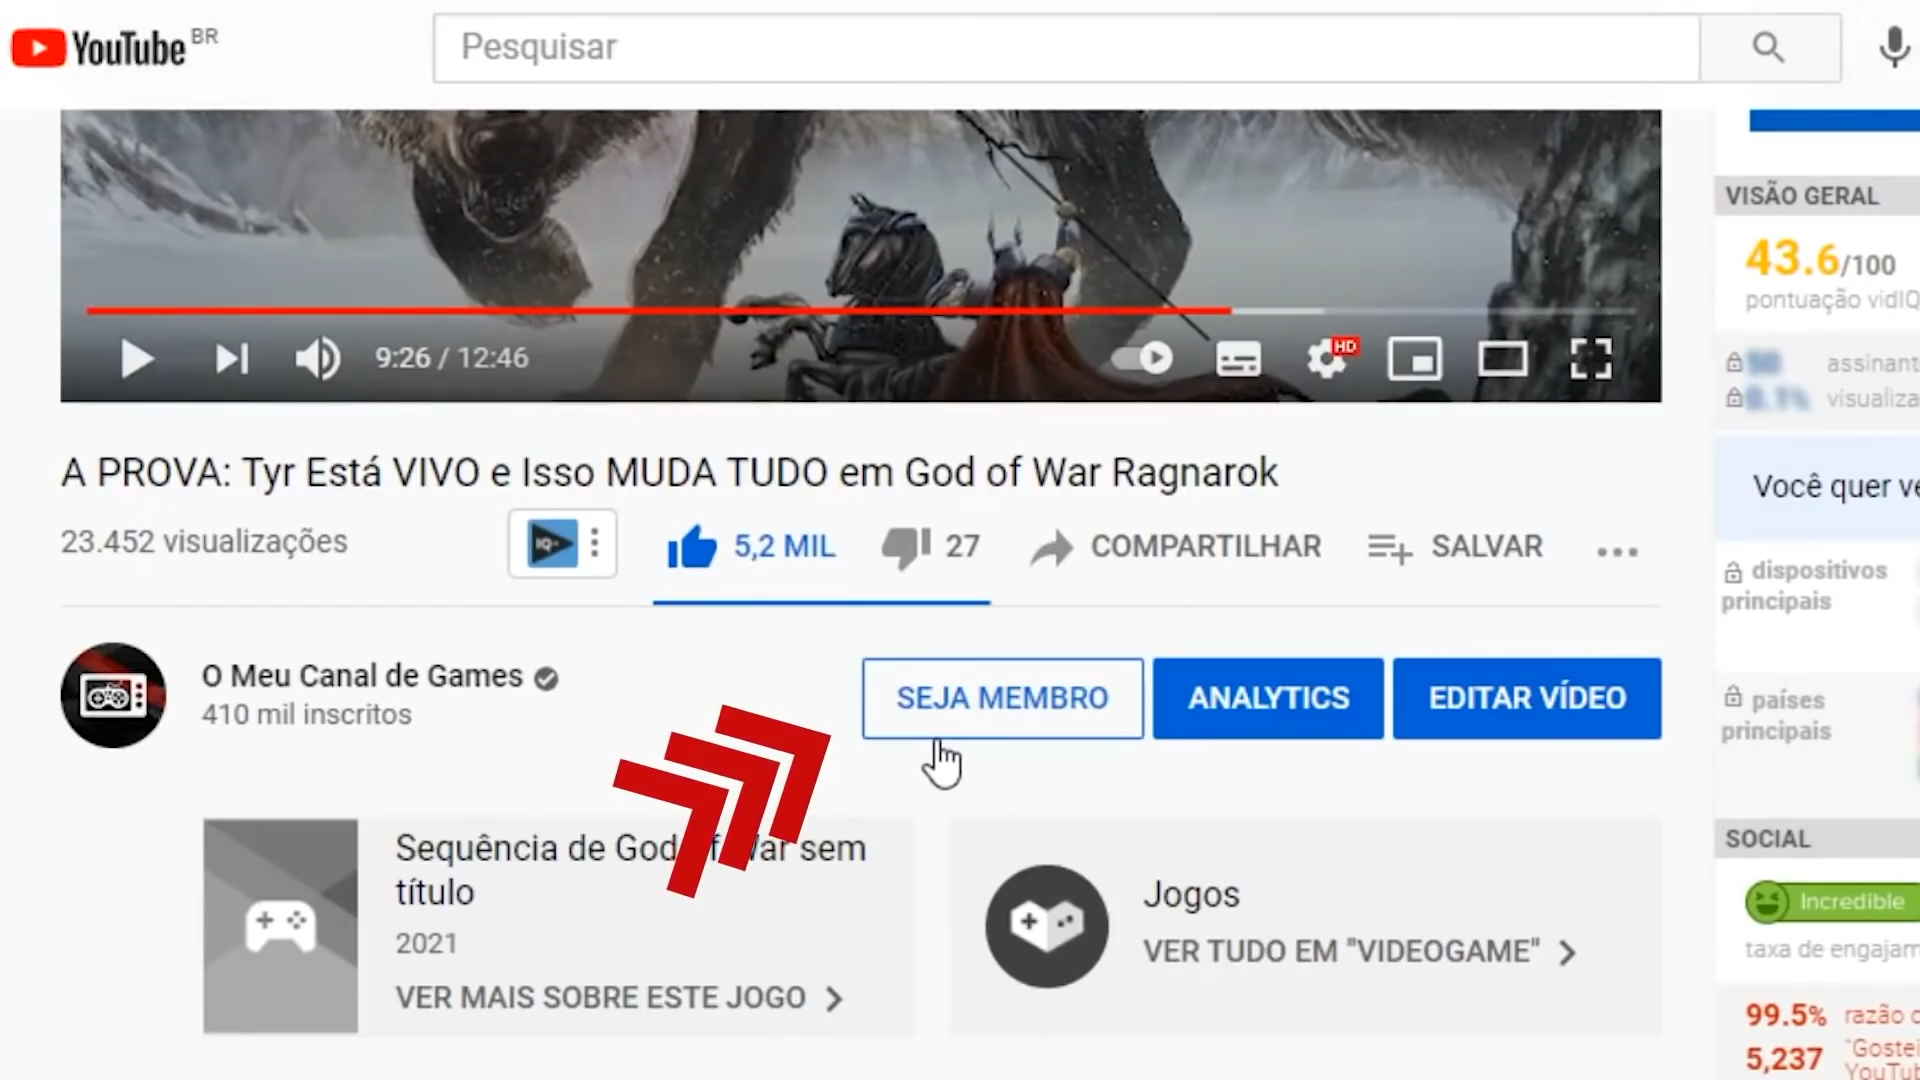 YouTube BR
Pesquisar
HD
9:26 / 12:46
A PROVA: Tyr Está VIVO e Isso MUDA TUDO em God of War Ragnarok
23.452 visualizações
IQ
5,2 MIL
27
COMPARTILHAR
SALVAR
O Meu Canal de Games
410 mil inscritos
SEJA MEMBRO
ANALYTICS
EDITAR VÍDEO
Sequência de God of War sem
título
2021
VER MAIS SOBRE ESTE JOGO
Jogos
VER TUDO EM "VIDEOGAME"
VISÃO GERAL
43.6/100
pontuação vidIQ
assinant
visualiza
Você quer ve
dispositivos
principais
países
principais
SOCIAL
Incredible
taxa de engajam
99.5% razão
5,237 "Gostei
YouTub